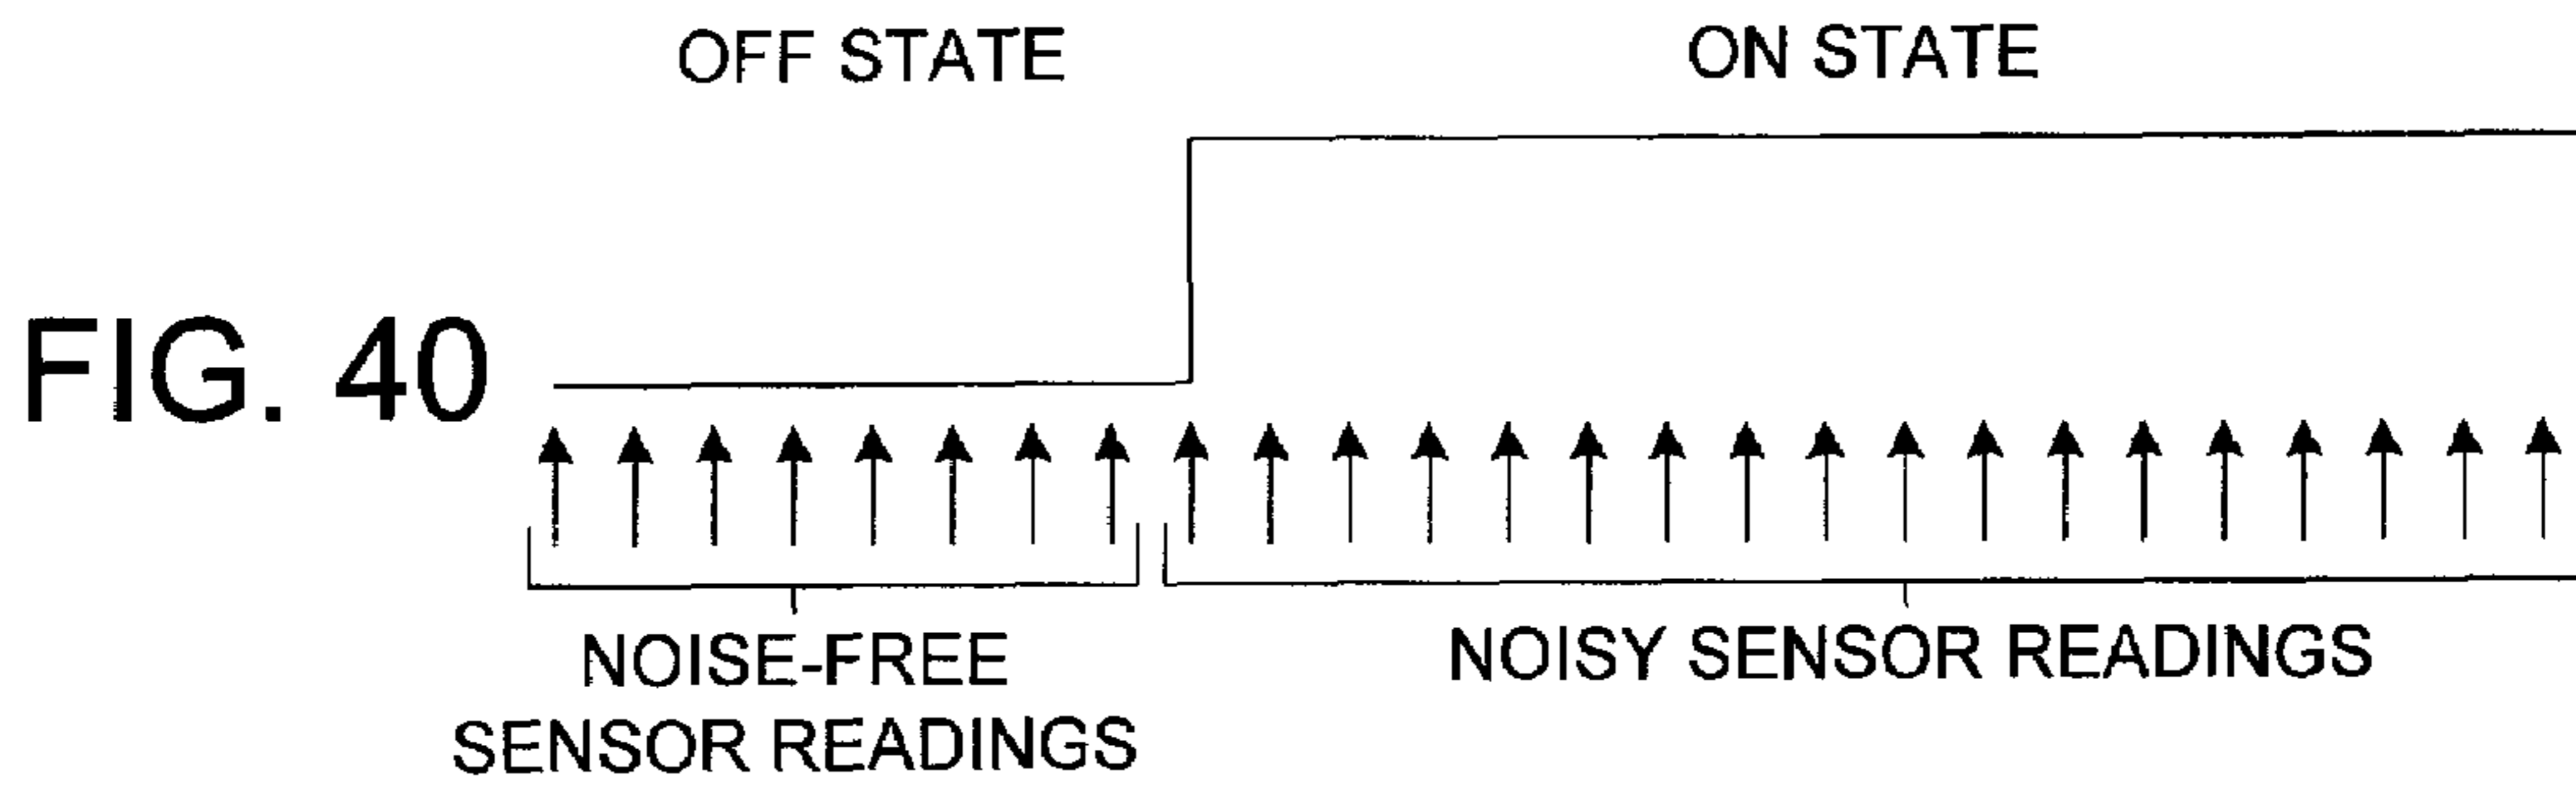 OFF STATE
ON STATE
FIG. 40
NOISE-FREE
SENSOR READINGS
NOISY SENSOR READINGS